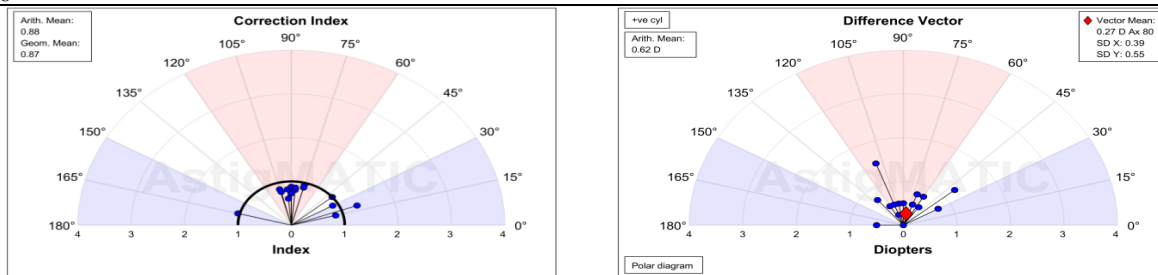 Correction Index
Arith. Mean:
0.88
Geom. Mean:
0.87
90°
105°
75°
120°
60°
135°
45°
150°
30°
165°
15°
180°
0°
AstigMATIC
4
3
2
1
0
1
2
3
4
Index
Difference Vector
+ve cyl
Arith. Mean:
0.62 D
Vector Mean:
0.27 D Ax 80
SD X: 0.39
SD Y: 0.55
90°
105°
75°
120°
60°
135°
45°
150°
30°
165°
15°
180°
0°
AstigMATIC
4
3
2
1
0
1
2
3
4
Diopters
Polar diagram